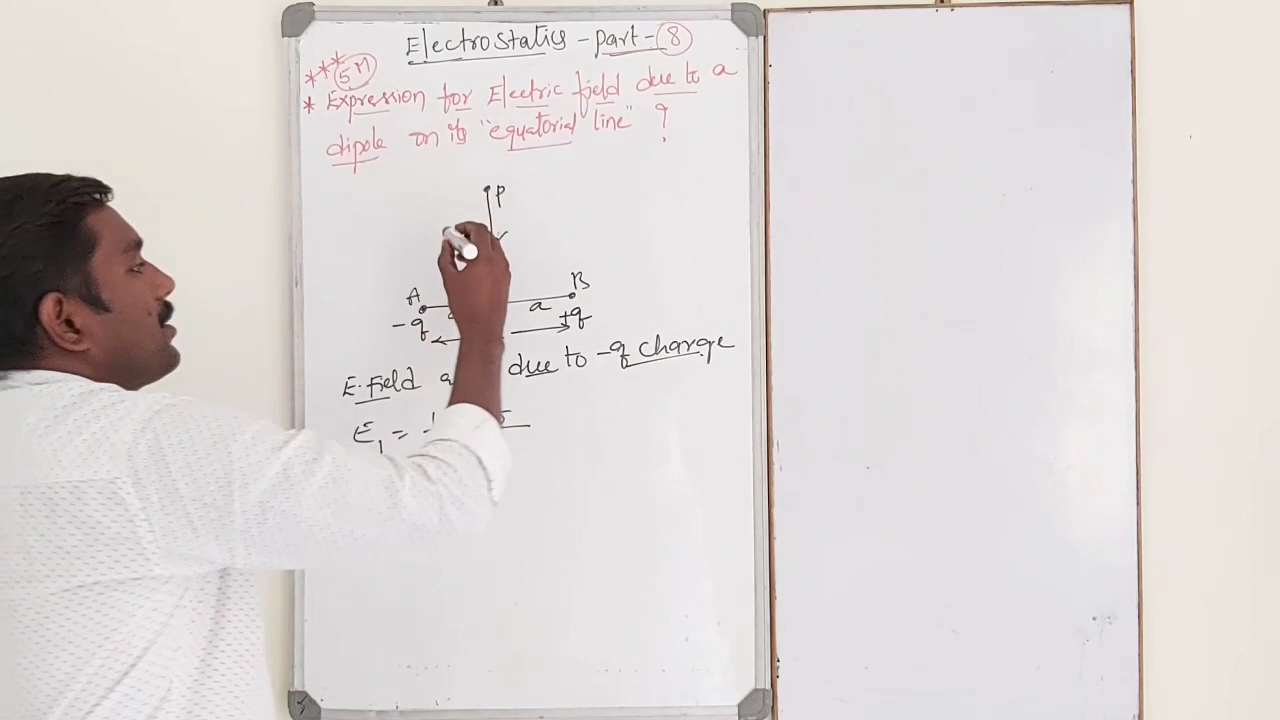 Electrostatics - part - 8
*** 5M
* Expression for Electric field due to a
dipole on its "equatorial line" ?
P
A
B
a
-q
+q
E. Field due to -q charge
E1 =